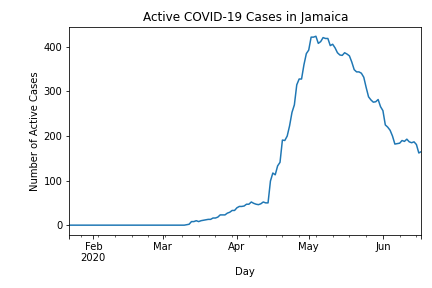 Active COVID-19 Cases in Jamaica
Number of Active Cases
400
300
200
100
0
Feb Mar Apr May Jun
2020
Day